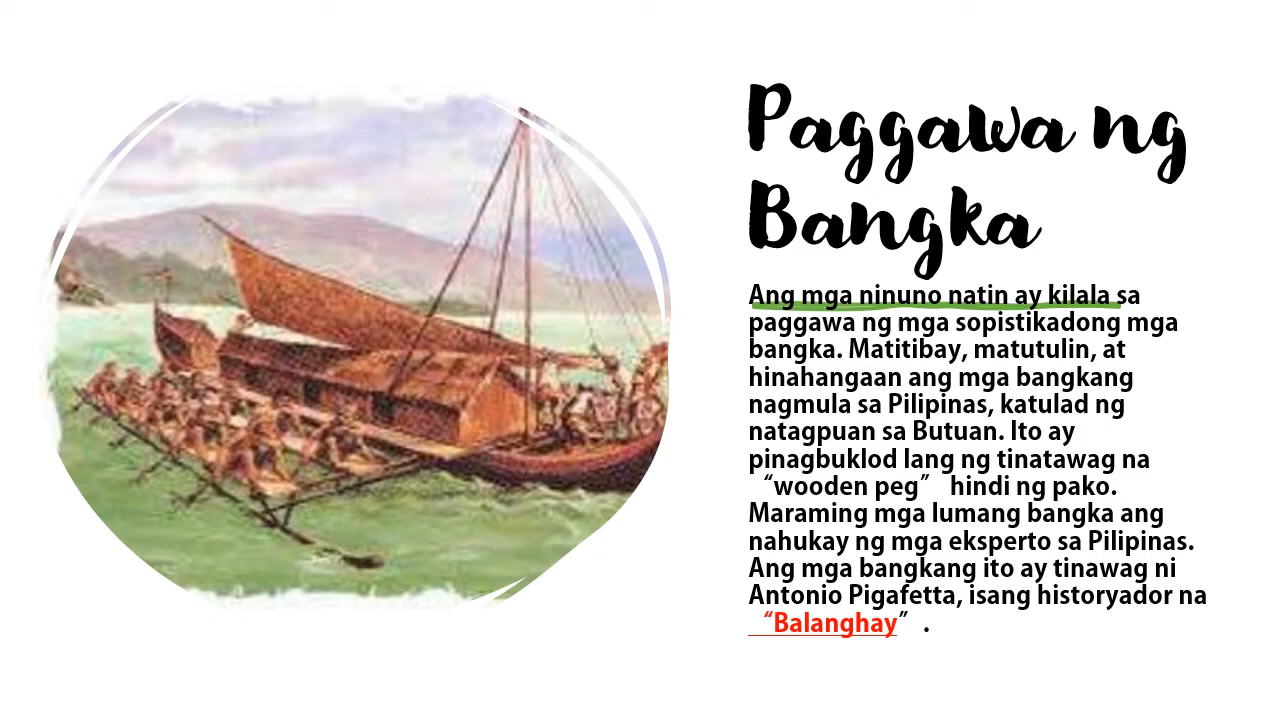 Paggawa ng
Bangka
Ang mga ninuno natin ay kilala sa
paggawa ng mga sopistikadong mga
bangka. Matitibay, matutulin, at
hinahangaan ang mga bangkang
nagmula sa Pilipinas, katulad ng
natagpuan sa Butuan. Ito ay
pinagbuklod lang ng tinatawag na
“wooden peg” hindi ng pako.
Maraming mga lumang bangka ang
nahukay ng mga eksperto sa Pilipinas.
Ang mga bangkang ito ay tinawag ni
Antonio Pigafetta, isang historyador na
“Balanghay” .